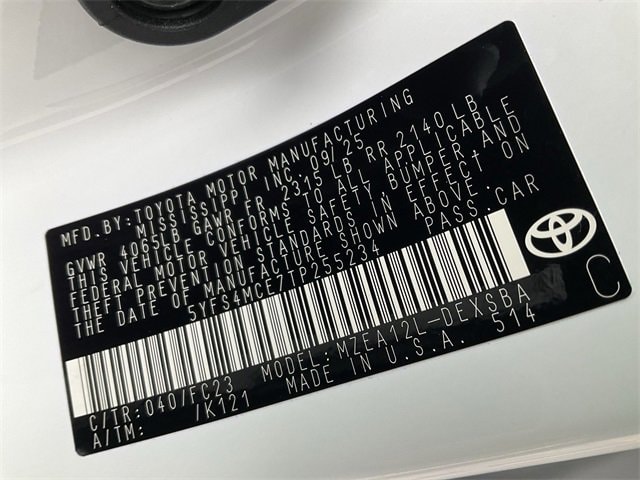 MFD. BY: TOYOTA MOTOR MANUFACTURING
MISSISSIPPI INC. 09/25
GVWR 4065LB GAWR FR 2315 LB RR 2140 LB
THIS VEHICLE CONFORMS TO ALL APPLICABLE
FEDERAL MOTOR VEHICLE SAFETY BUMPER AND
THEFT PREVENTION STANDARDS IN EFFECT ON
THE DATE OF MANUFACTURE SHOWN ABOVE.
5YFS4MCE7TP255234 PASS. CAR
C/TR: 040/FC23 MODEL: MZEA12L-DEXSBA
A/TM: /K121 MADE IN U.S.A. 514
C